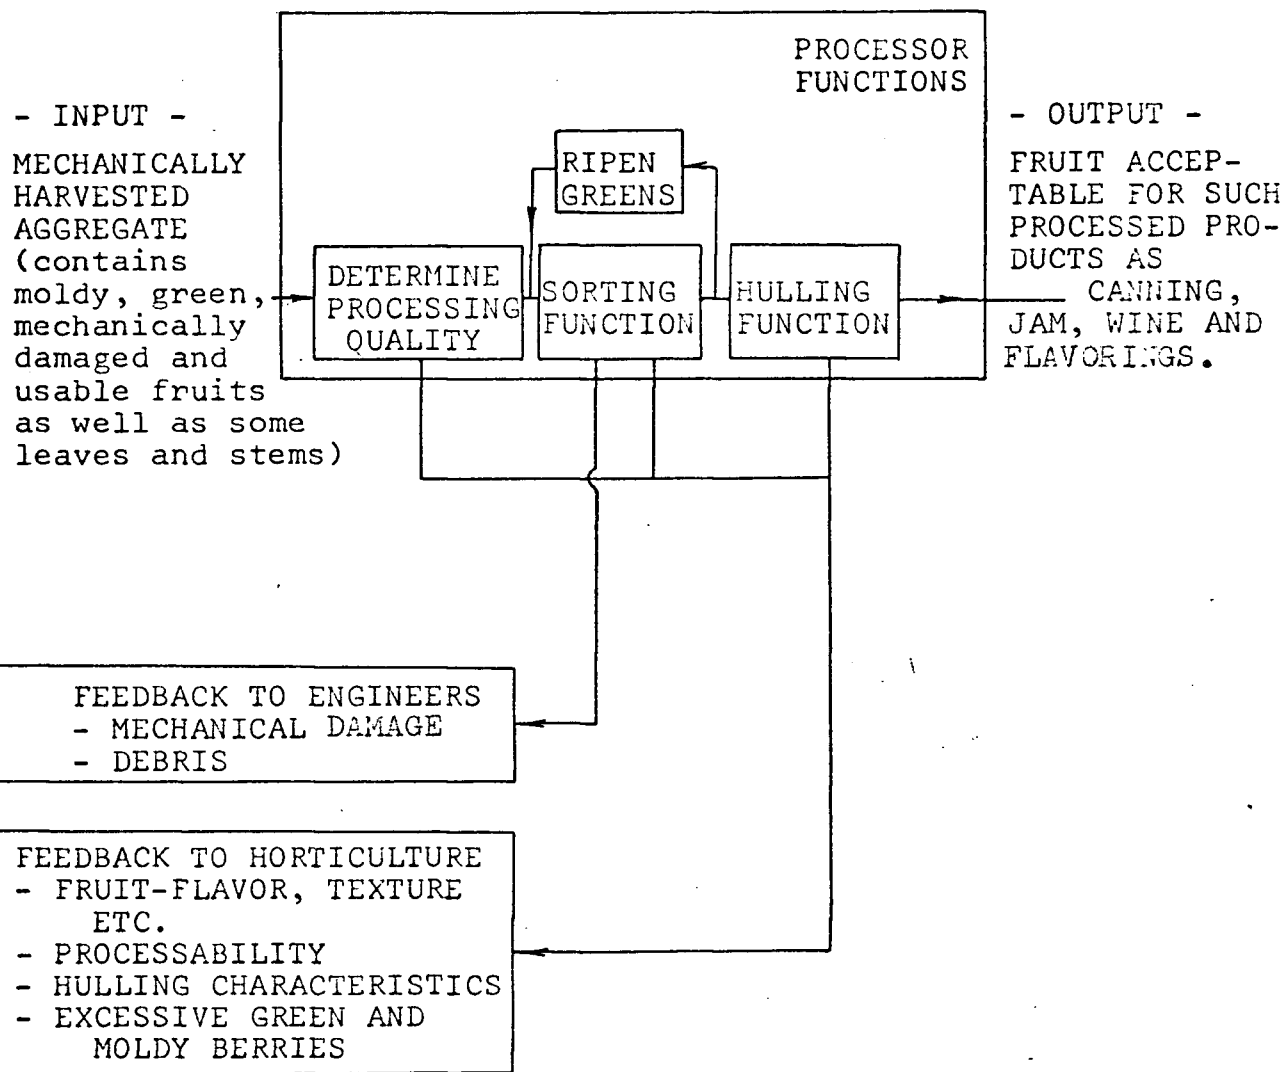 PROCESSOR
FUNCTIONS
- INPUT -
MECHANICALLY
HARVESTED
AGGREGATE
(contains
moldy, green,
mechanically
damaged and
usable fruits
as well as some
leaves and stems)
RIPEN
GREENS
DETERMINE
PROCESSING
QUALITY
SORTING
FUNCTION
HULLING
FUNCTION
- OUTPUT -
FRUIT ACCEP-
TABLE FOR SUCH
PROCESSED PRO-
DUCTS AS
CANNING,
JAM, WINE AND
FLAVORINGS.
FEEDBACK TO ENGINEERS
- MECHANICAL DAMAGE
- DEBRIS
FEEDBACK TO HORTICULTURE
- FRUIT-FLAVOR, TEXTURE
ETC.
- PROCESSABILITY
- HULLING CHARACTERISTICS
- EXCESSIVE GREEN AND
MOLDY BERRIES